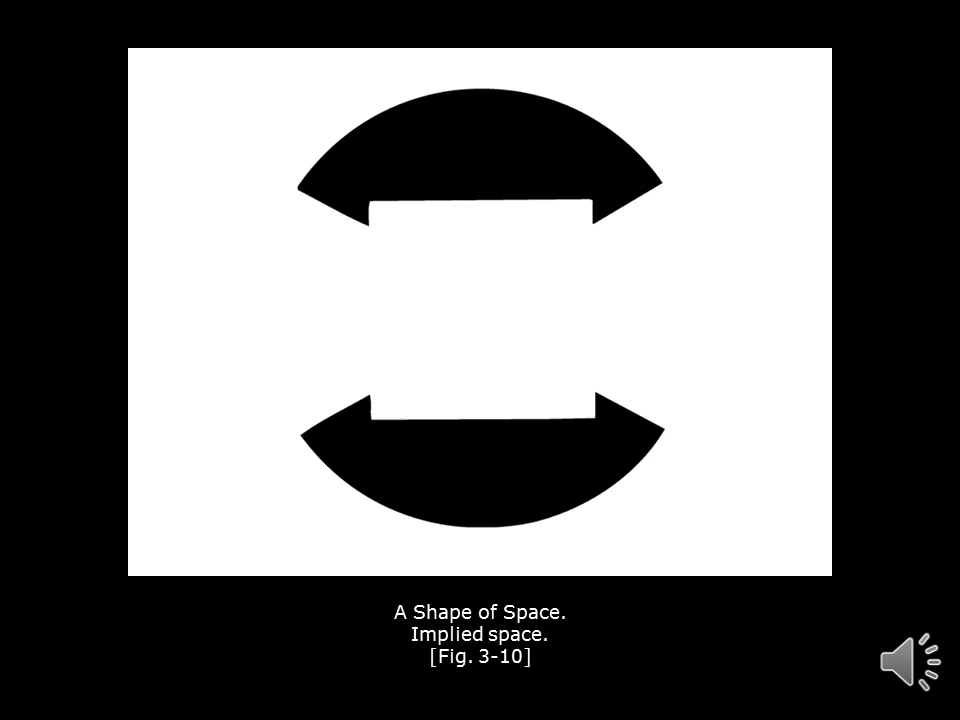 A Shape of Space.
Implied space.
[Fig. 3-10]